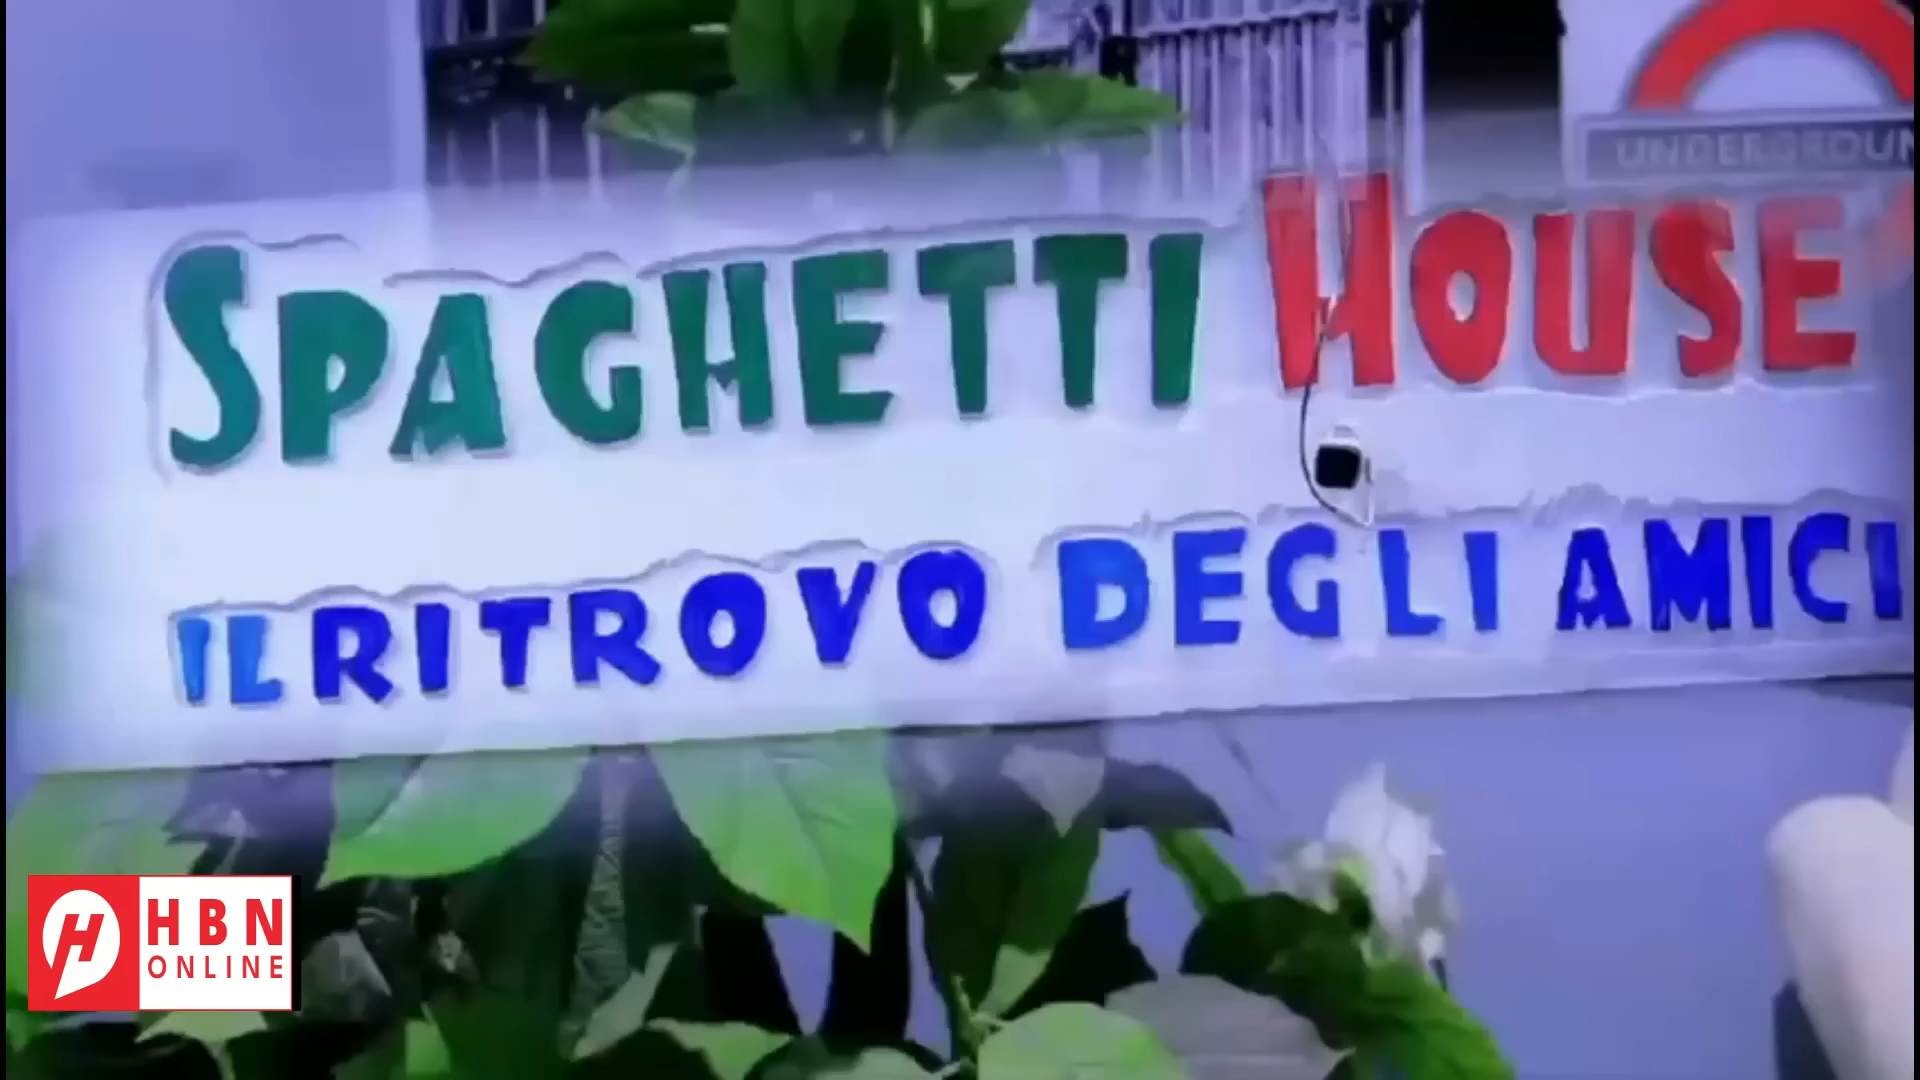 UNDERGROUN
SPAGHETTI HOUSE
IL RITROVO DEGLI AMICI
HBN
ONLINE